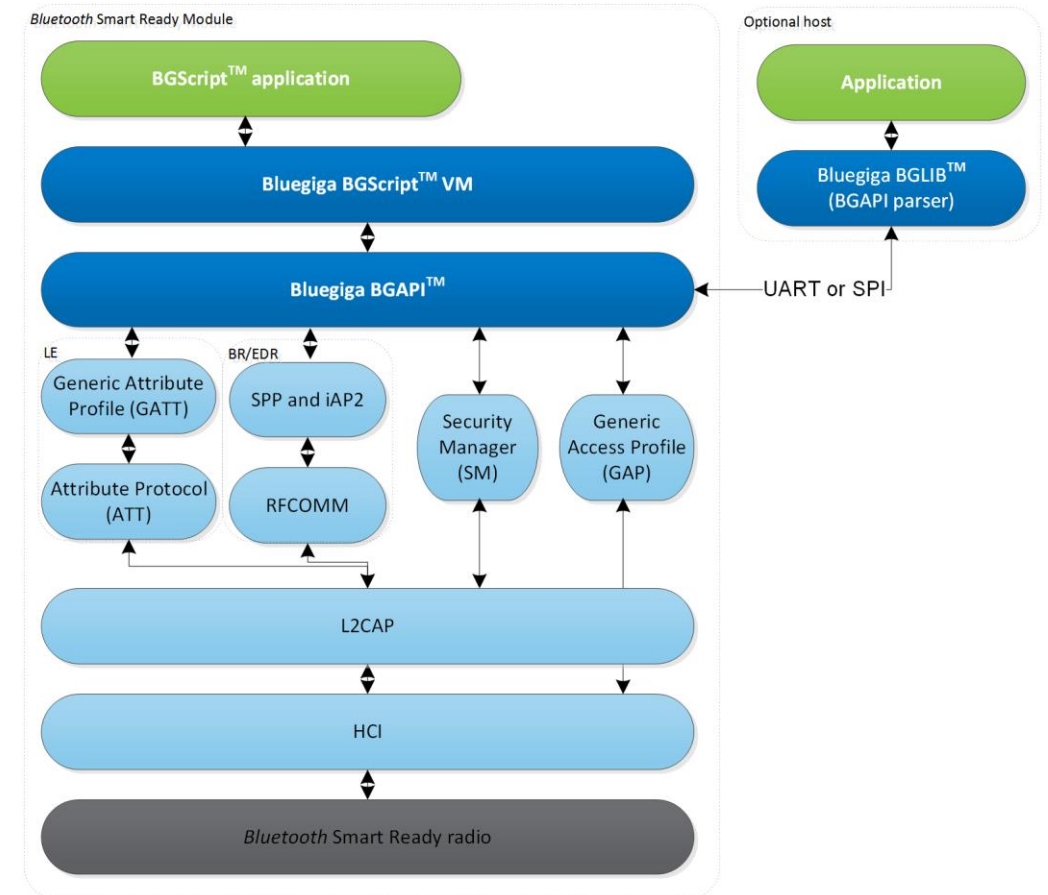 Bluetooth Smart Ready Module
Optional host
BGScript™ application
Application
Bluegiga BGScript™ VM
Bluegiga BGLIB™
(BGAPI parser)
Bluegiga BGAPI™
UART or SPI
LE
BR/EDR
Generic Attribute
Profile (GATT)
SPP and iAP2
Security
Manager
(SM)
Generic
Access Profile
(GAP)
Attribute Protocol
(ATT)
RFCOMM
L2CAP
HCI
Bluetooth Smart Ready radio